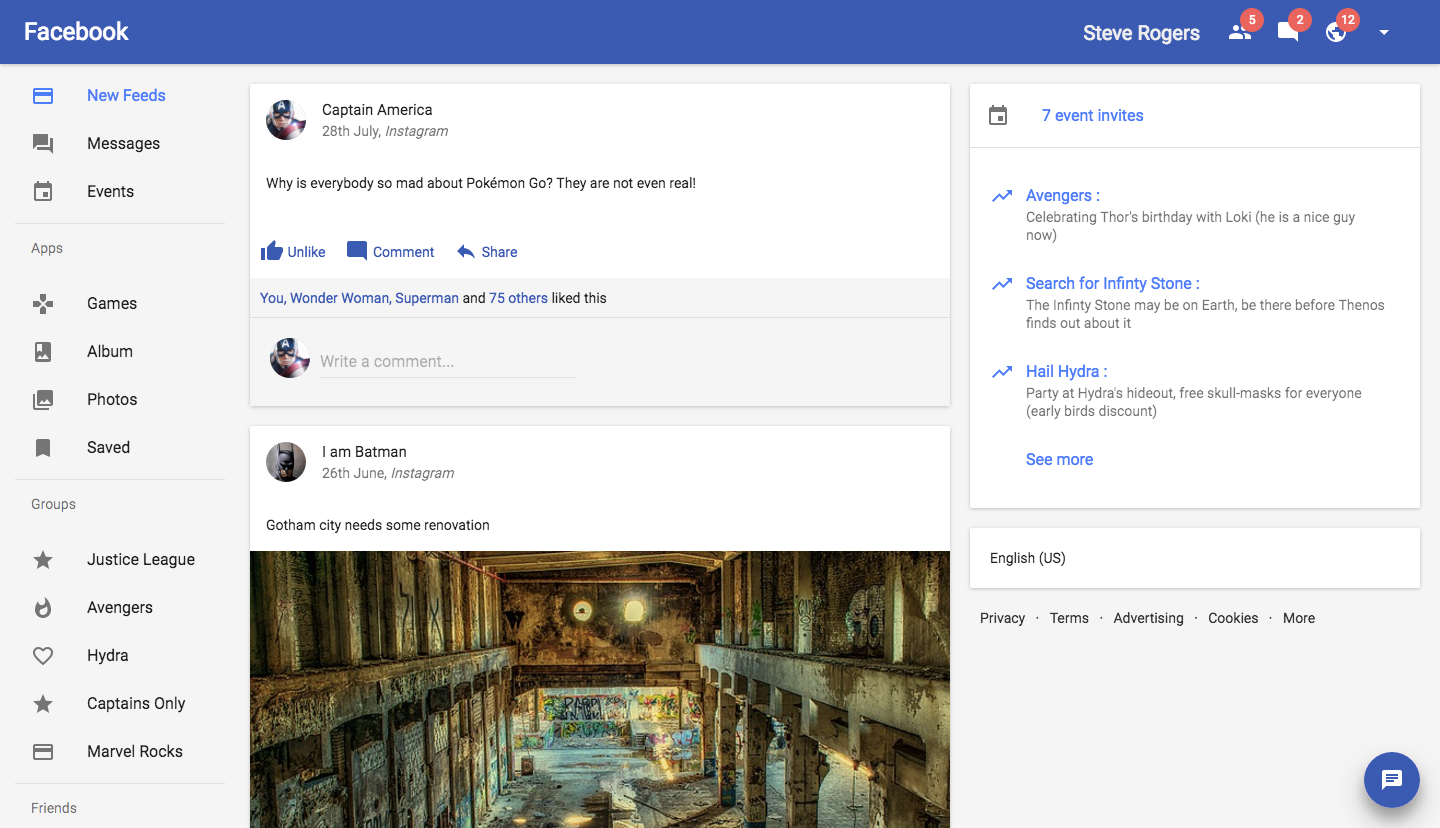 Facebook
Steve Rogers
5
2
12
New Feeds
Messages
Events
Apps
Games
Album
Photos
Saved
Groups
Justice League
Avengers
Hydra
Captains Only
Marvel Rocks
Friends
Captain America
28th July, Instagram
Why is everybody so mad about Pokémon Go? They are not even real!
Unlike Comment Share
You, Wonder Woman, Superman and 75 others liked this
Write a comment...
I am Batman
26th June, Instagram
Gotham city needs some renovation
7 event invites
Avengers :
Celebrating Thor's birthday with Loki (he is a nice guy
now)
Search for Infinty Stone :
The Infinty Stone may be on Earth, be there before Thenos
finds out about it
Hail Hydra :
Party at Hydra's hideout, free skull-masks for everyone
(early birds discount)
See more
English (US)
Privacy · Terms · Advertising · Cookies · More